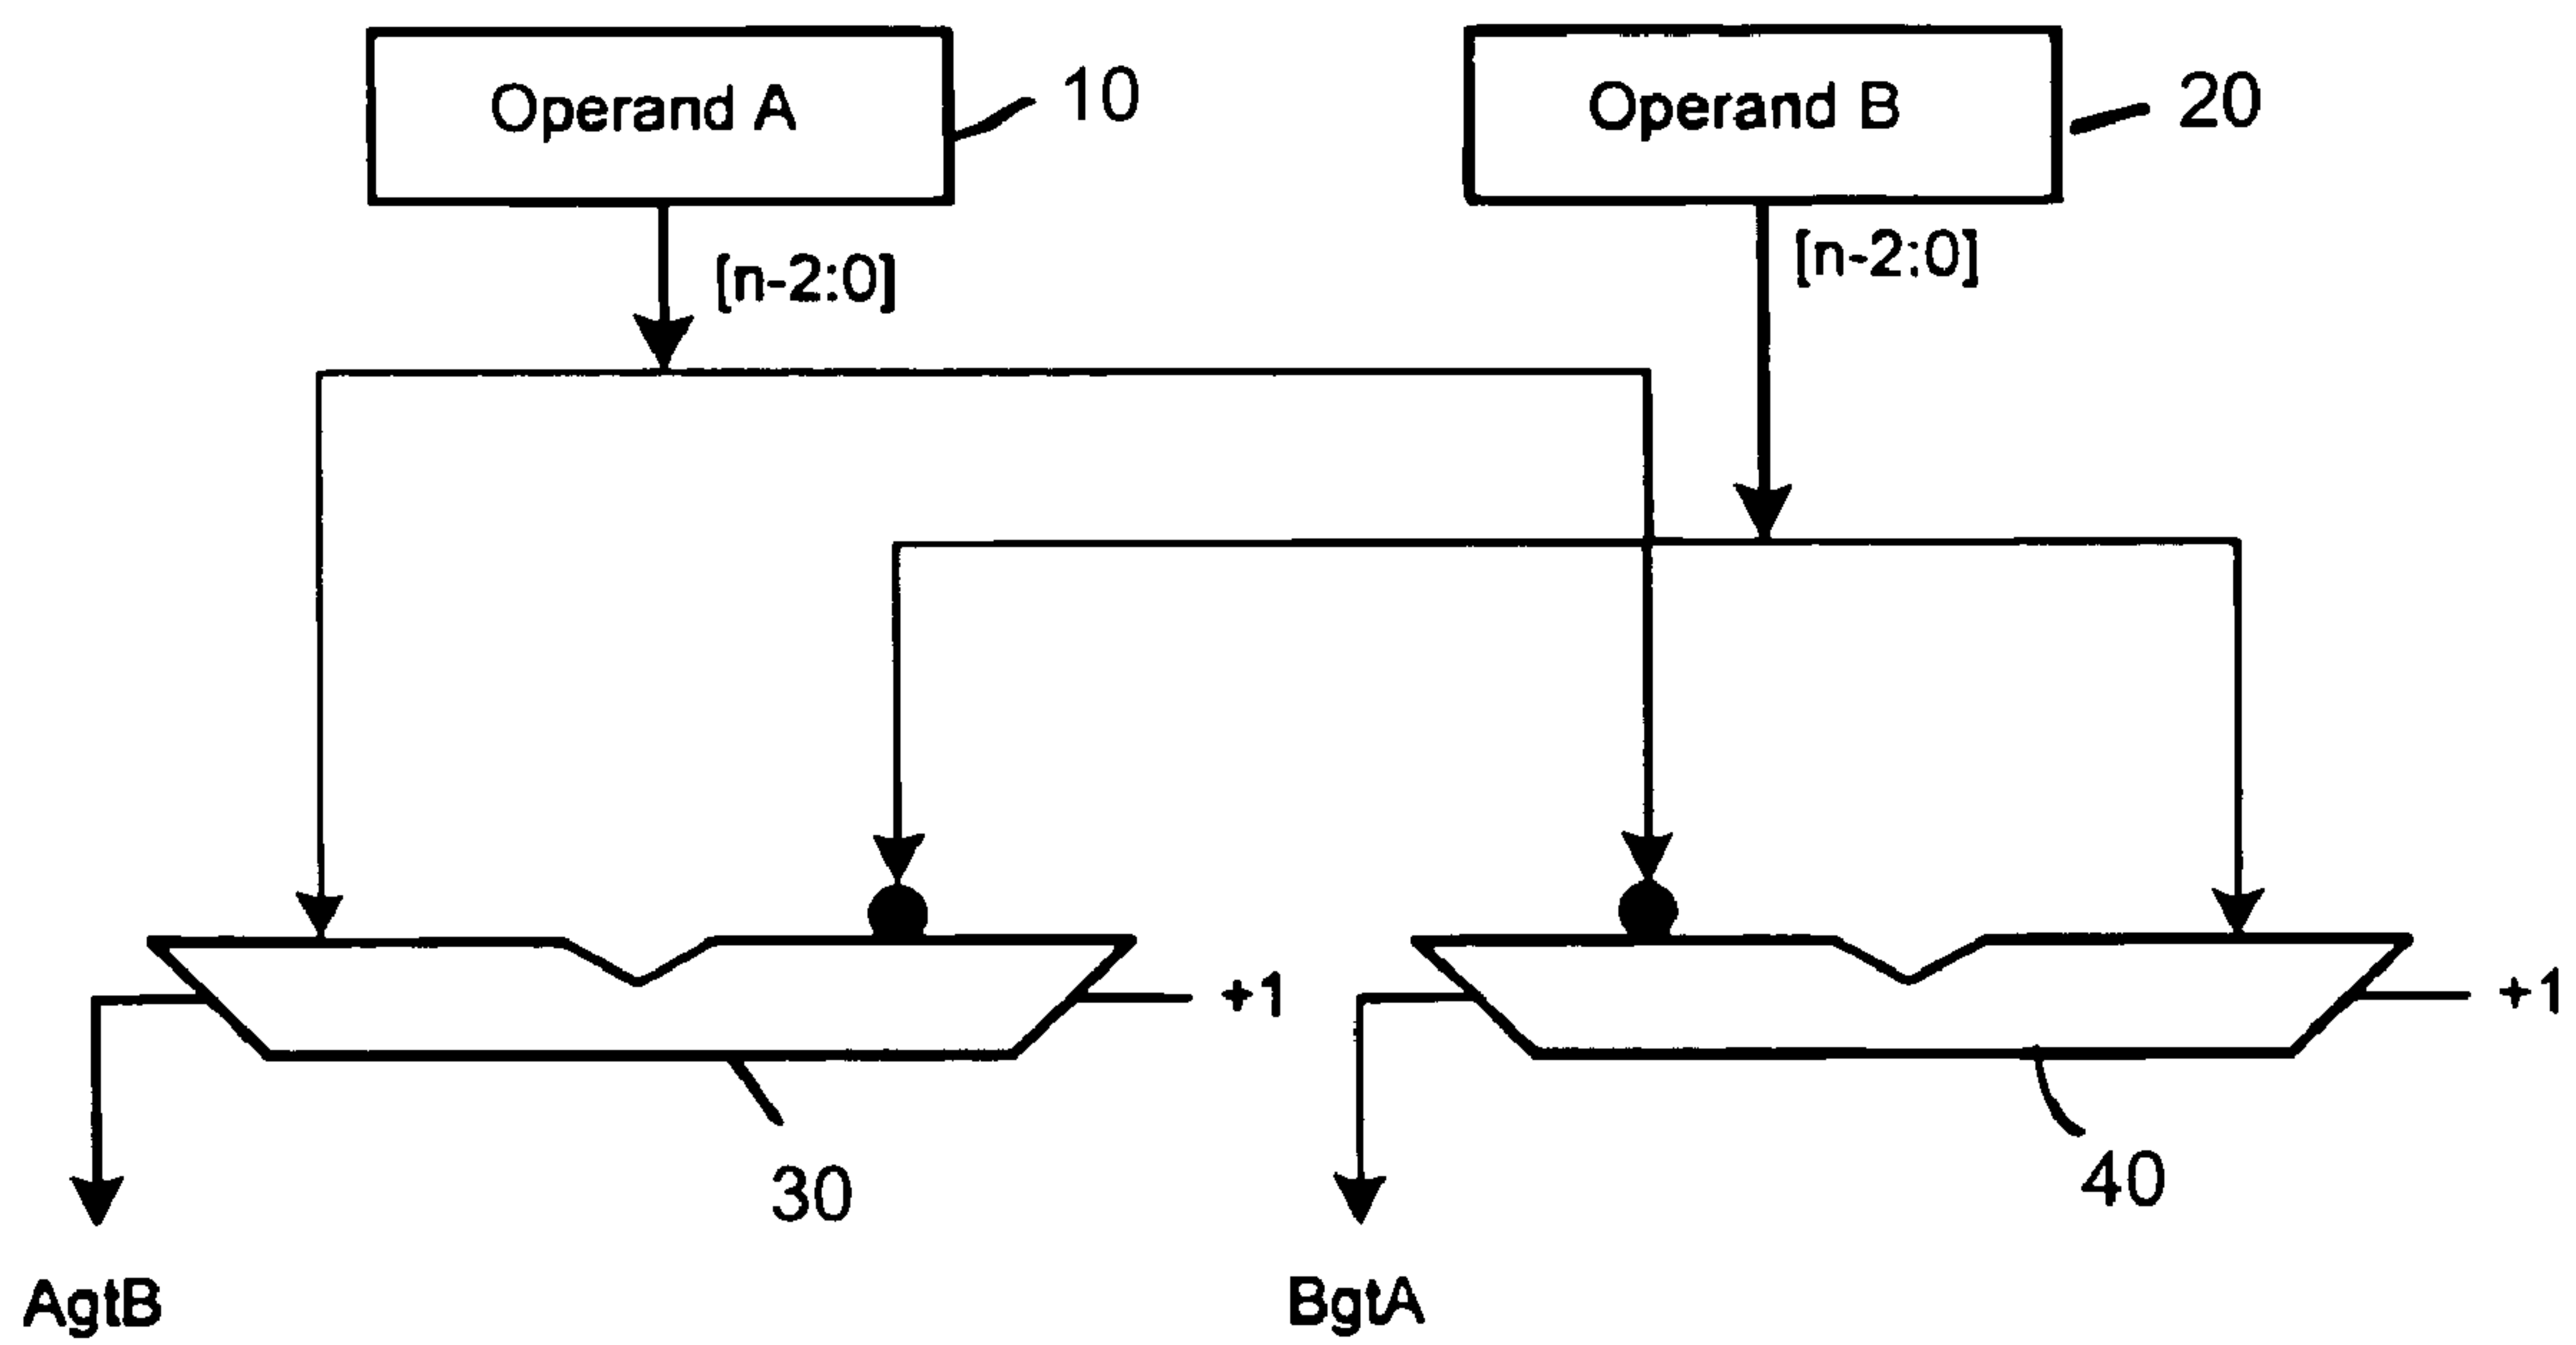 Operand A
10
Operand B
20
[n-2:0]
[n-2:0]
+1
+1
30
40
AgtB
BgtA